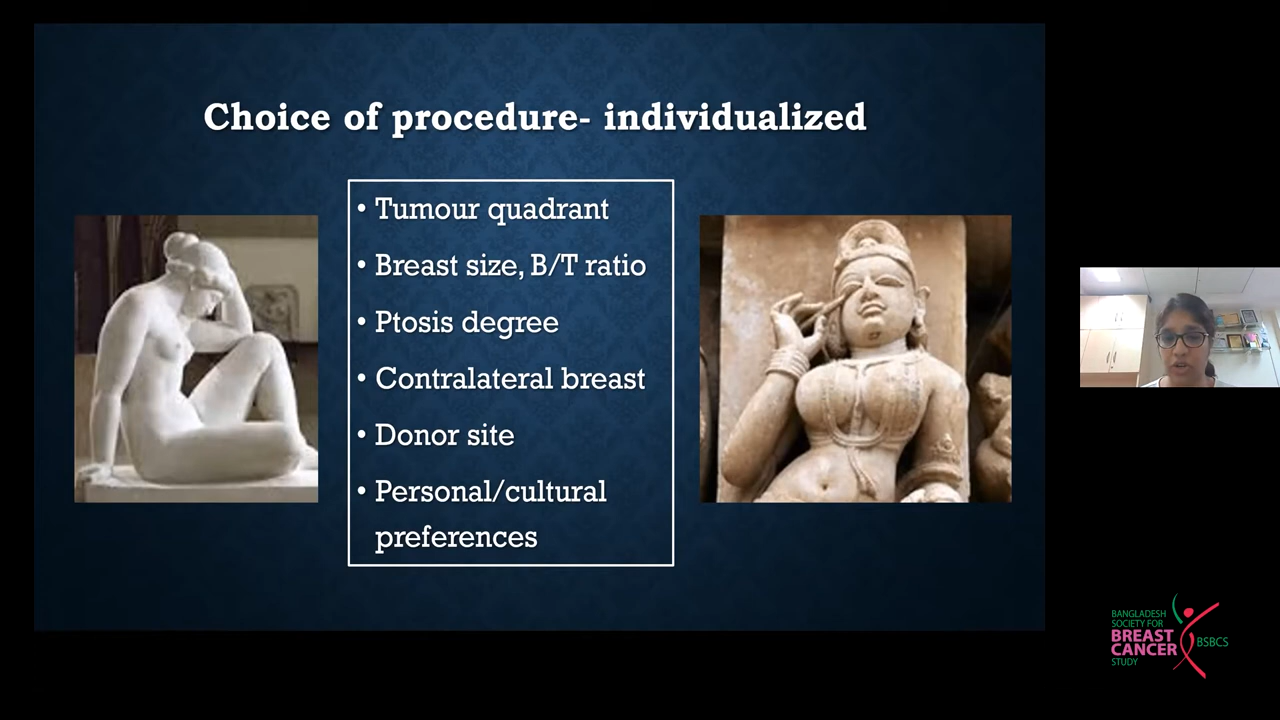 Choice of procedure- individualized
• Tumour quadrant
• Breast size, B/T ratio
• Ptosis degree
• Contralateral breast
• Donor site
• Personal/cultural
preferences
BANGLADESH
SOCIETY FOR
BREAST
CANCER
STUDY
BSBCS